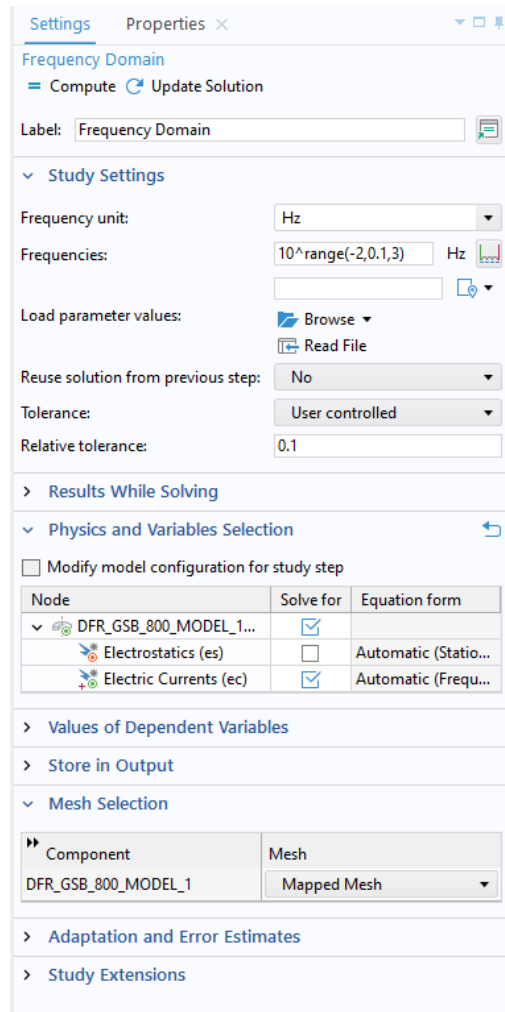 Settings Properties ×
Frequency Domain
= Compute Update Solution
Label: Frequency Domain
Study Settings
Frequency unit: Hz
Frequencies: 10^range(-2,0.1,3) Hz
Load parameter values: Browse
Read File
Reuse solution from previous step: No
Tolerance: User controlled
Relative tolerance: 0.1
Results While Solving
Physics and Variables Selection
Modify model configuration for study step
Node Solve for Equation form
DFR_GSB_800_MODEL_1...
Electrostatics (es) Automatic (Statio...
Electric Currents (ec) Automatic (Frequ...
Values of Dependent Variables
Store in Output
Mesh Selection
Component Mesh
DFR_GSB_800_MODEL_1 Mapped Mesh
Adaptation and Error Estimates
Study Extensions